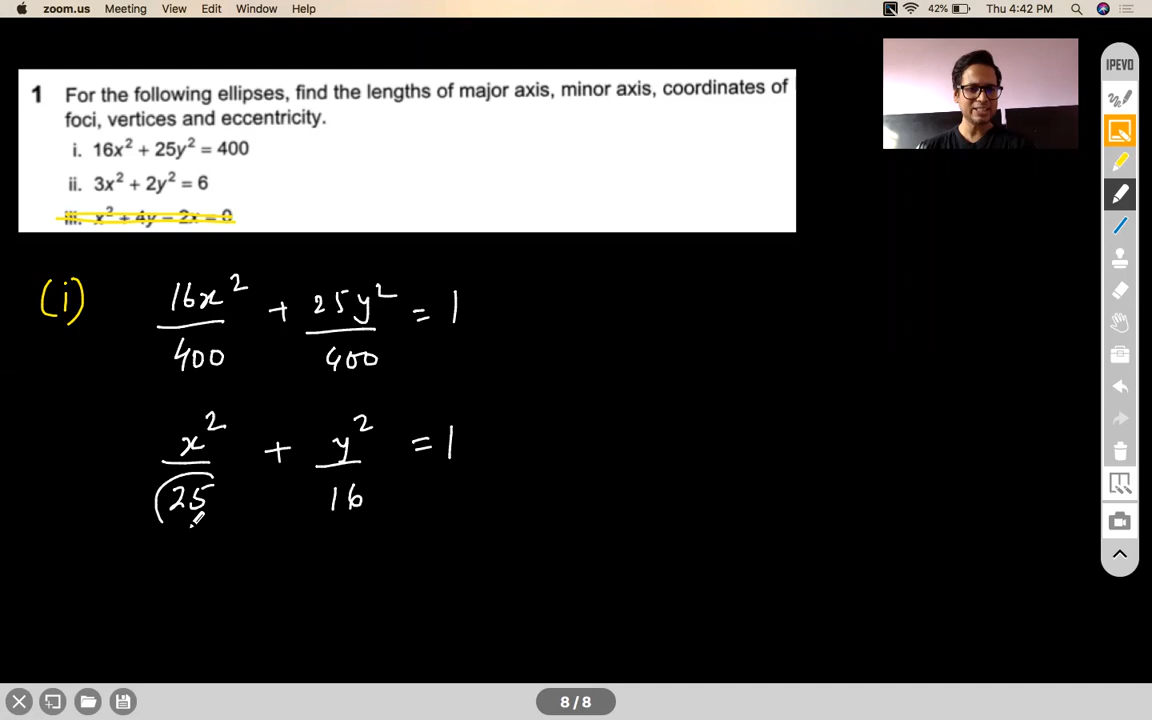 zoom.us Meeting View Edit Window Help 42% Thu 4:42 PM
IPEVO
1 For the following ellipses, find the lengths of major axis, minor axis, coordinates of
foci, vertices and eccentricity.
i. 16x² + 25y² = 400
ii. 3x² + 2y² = 6
iii. x² + 4y − 2x = 0
(i) 16x²/400 + 25y²/400 = 1
x²/25 + y²/16 = 1
8 / 8